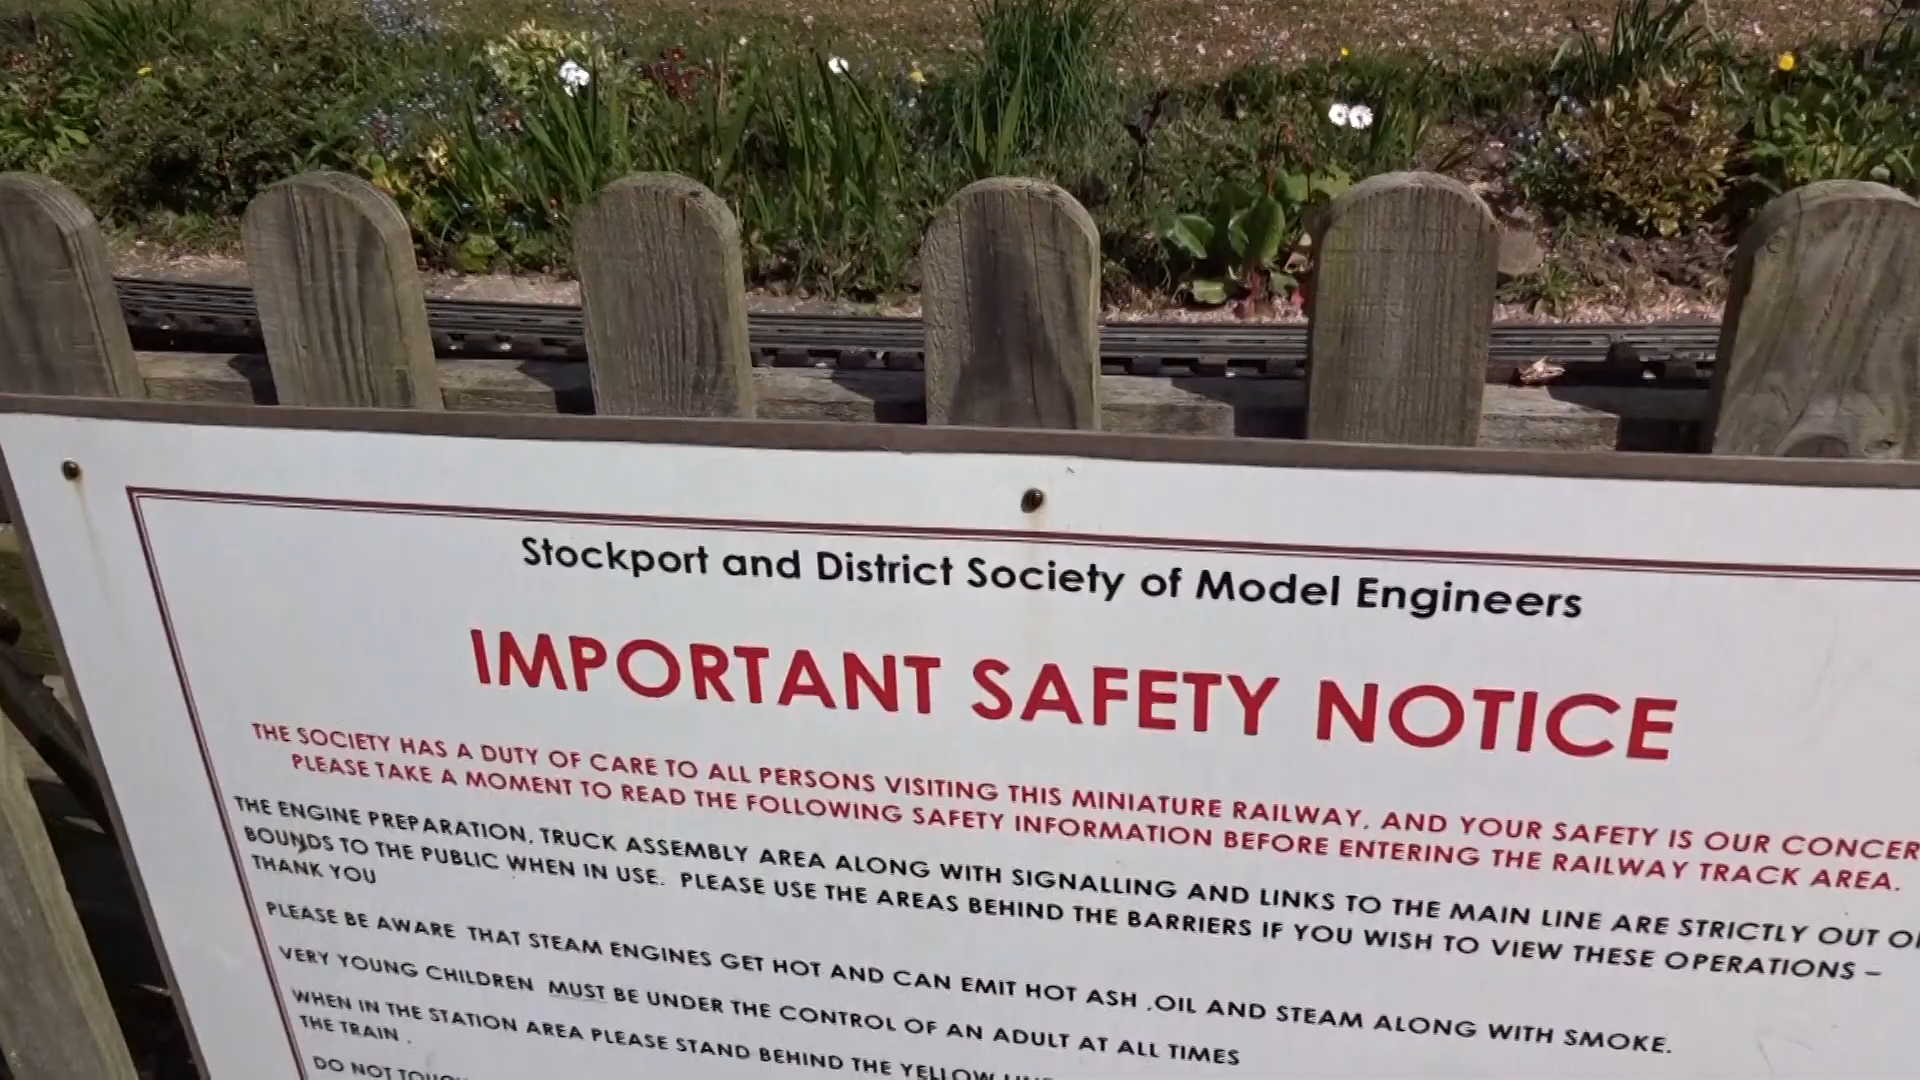 Stockport and District Society of Model Engineers
IMPORTANT SAFETY NOTICE
THE SOCIETY HAS A DUTY OF CARE TO ALL PERSONS VISITING THIS MINIATURE RAILWAY, AND YOUR SAFETY IS OUR
PLEASE TAKE A MOMENT TO READ THE FOLLOWING SAFETY INFORMATION BEFORE ENTERING THE RAILWAY TRACK AREA.
THE ENGINE PREPARATION, TRUCK ASSEMBLY AREA ALONG WITH SIGNALLING AND LINKS TO THE MAIN LINE ARE STRICTLY OUT
BOUNDS TO THE PUBLIC WHEN IN USE. PLEASE USE THE AREAS BEHIND THE BARRIERS IF YOU WISH TO VIEW THESE OPERATIONS –
THANK YOU
PLEASE BE AWARE THAT STEAM ENGINES GET HOT AND CAN EMIT HOT ASH .OIL AND STEAM ALONG WITH SMOKE.
VERY YOUNG CHILDREN MUST BE UNDER THE CONTROL OF AN ADULT AT ALL TIMES
WHEN IN THE STATION AREA PLEASE STAND BEHIND THE YELLOW
THE TRAIN .
DO NOT